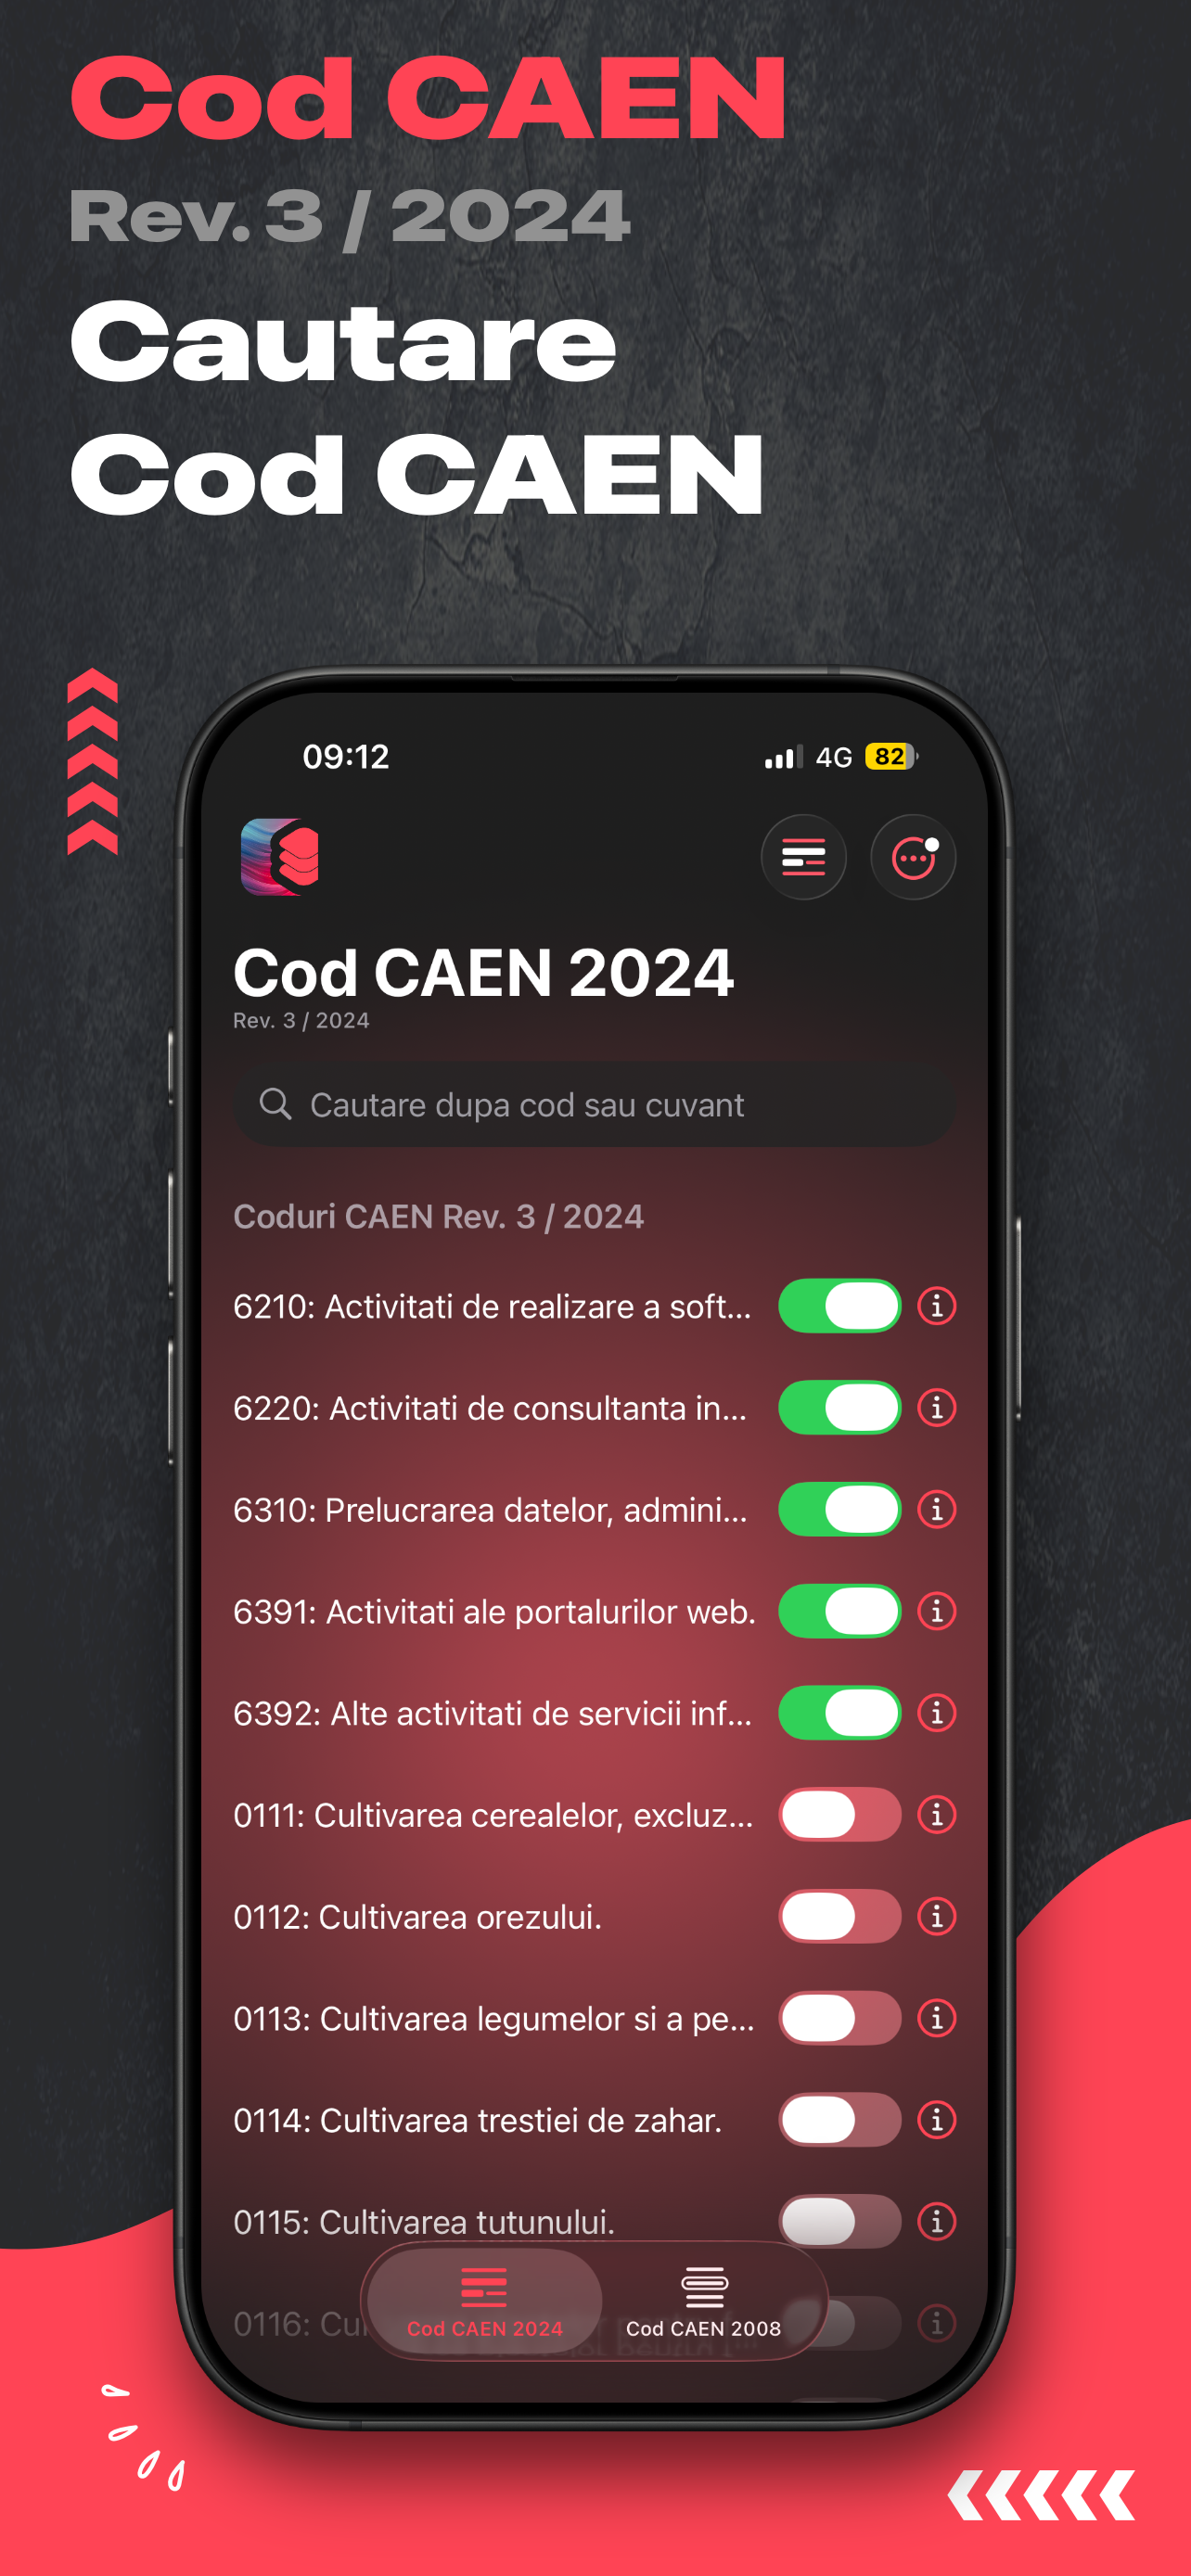 Cod CAEN
Rev. 3 / 2024
Cautare
Cod CAEN
09:12
4G 82
Cod CAEN 2024
Rev. 3 / 2024
Cautare dupa cod sau cuvant
Coduri CAEN Rev. 3 / 2024
6210: Activitati de realizare a soft...
6220: Activitati de consultanta in...
6310: Prelucrarea datelor, admini...
6391: Activitati ale portalurilor web.
6392: Alte activitati de servicii inf...
0111: Cultivarea cerealelor, excluz...
0112: Cultivarea orezului.
0113: Cultivarea legumelor si a pe...
0114: Cultivarea trestiei de zahar.
0115: Cultivarea tutunului.
0116:
Cod CAEN 2024
Cod CAEN 2008